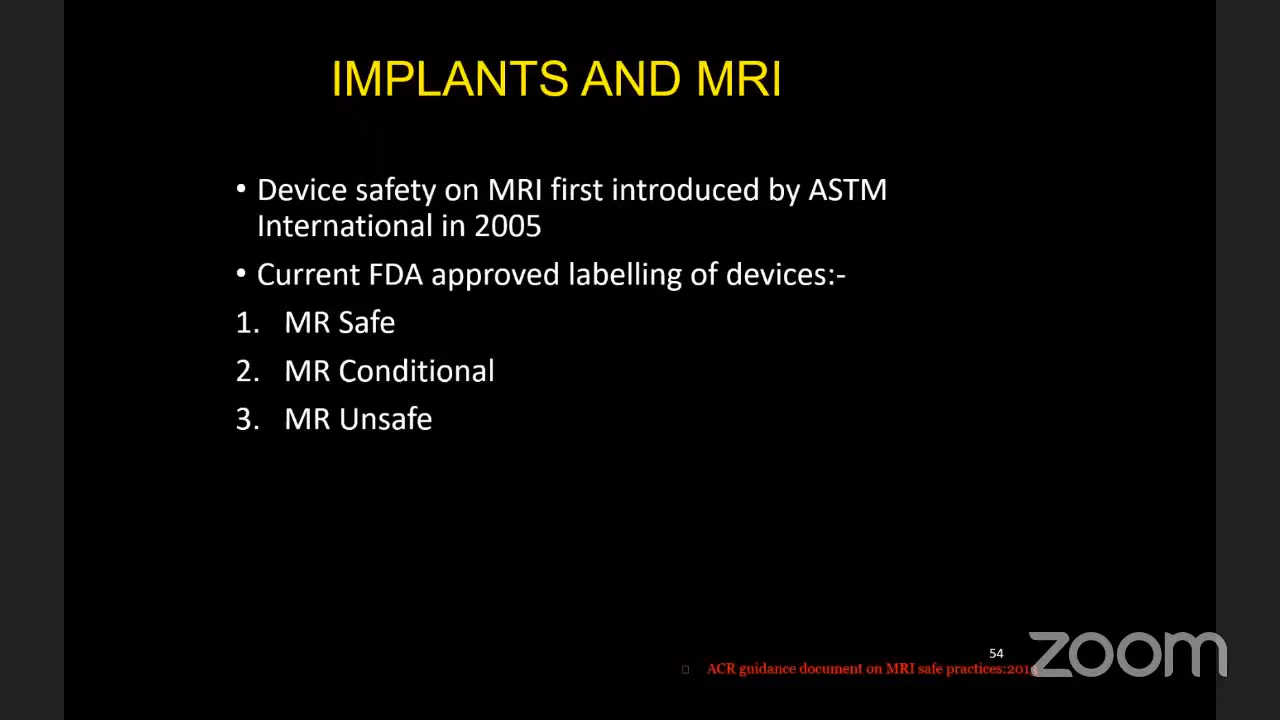 IMPLANTS AND MRI
• Device safety on MRI first introduced by ASTM
International in 2005
• Current FDA approved labelling of devices:-
1. MR Safe
2. MR Conditional
3. MR Unsafe
54
ACR guidance document on MRI safe practices:
zoom